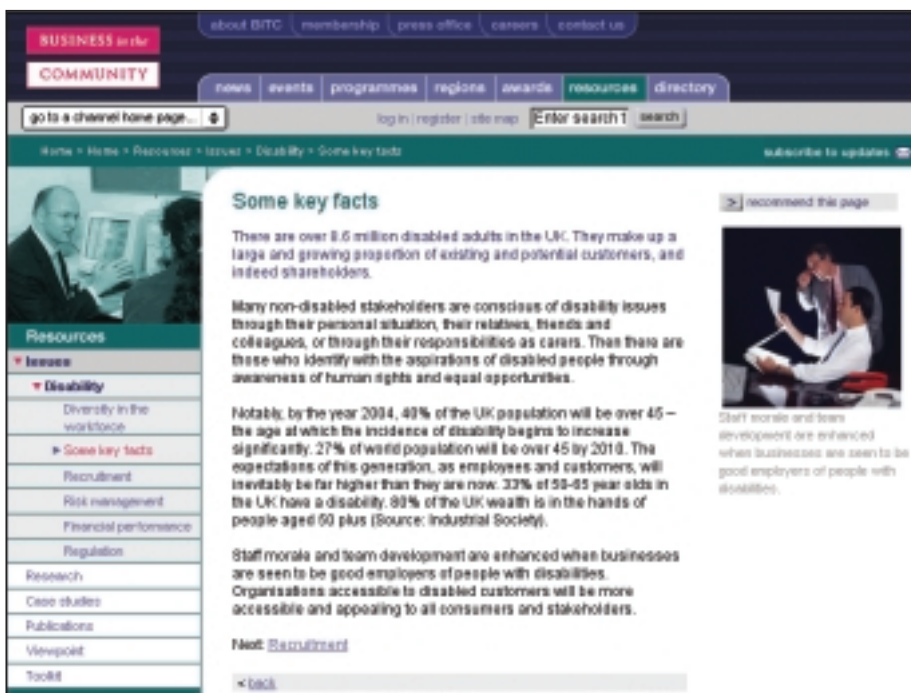 about BITC membership press office careers contact us
BUSINESS in the
COMMUNITY
news events programmes regions awards resources directory
go to a channel home page...
log in | register | site map Enter search t search
Home > Home > Resources > Issues > Disability > Some key facts
subscribe to updates
Some key facts
There are over 8.6 million disabled adults in the UK. They make up a
large and growing proportion of existing and potential customers, and
indeed shareholders.
Many non-disabled stakeholders are conscious of disability issues
through their personal situation, their relatives, friends and
colleagues, or through their responsibilities as carers. Then there are
those who identify with the aspirations of disabled people through
awareness of human rights and equal opportunities.
Notably, by the year 2004, 40% of the UK population will be over 45 –
the age at which the incidence of disability begins to increase
significantly. 27% of world population will be over 45 by 2010. The
expectations of this generation, as employees and customers, will
inevitably be far higher than they are now. 33% of 50-65 year olds in
the UK have a disability. 80% of the UK wealth is in the hands of
people aged 50 plus (Source: Industrial Society).
Staff morale and team development are enhanced when businesses
are seen to be good employers of people with disabilities.
Organisations accessible to disabled customers will be more
accessible and appealing to all consumers and stakeholders.
Next: Recruitment
< back
Resources
Issues
Disability
Diversity in the
workforce
Some key facts
Recruitment
Risk management
Financial performance
Regulation
Research
Case studies
Publications
Viewpoint
Toolkit
> recommend this page
Staff morale and team
development are enhanced
when businesses are seen to be
good employers of people with
disabilities.